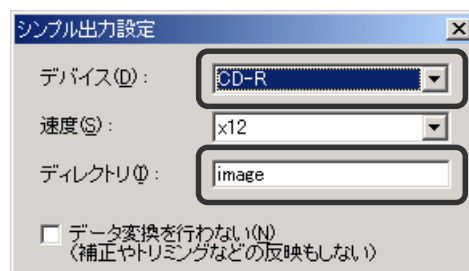 シンプル出力設定
デバイス(D)： CD-R
速度(S)： x12
ディレクトリ(I)： image
データ変換を行わない(N)
（補正やトリミングなどの反映もしない）